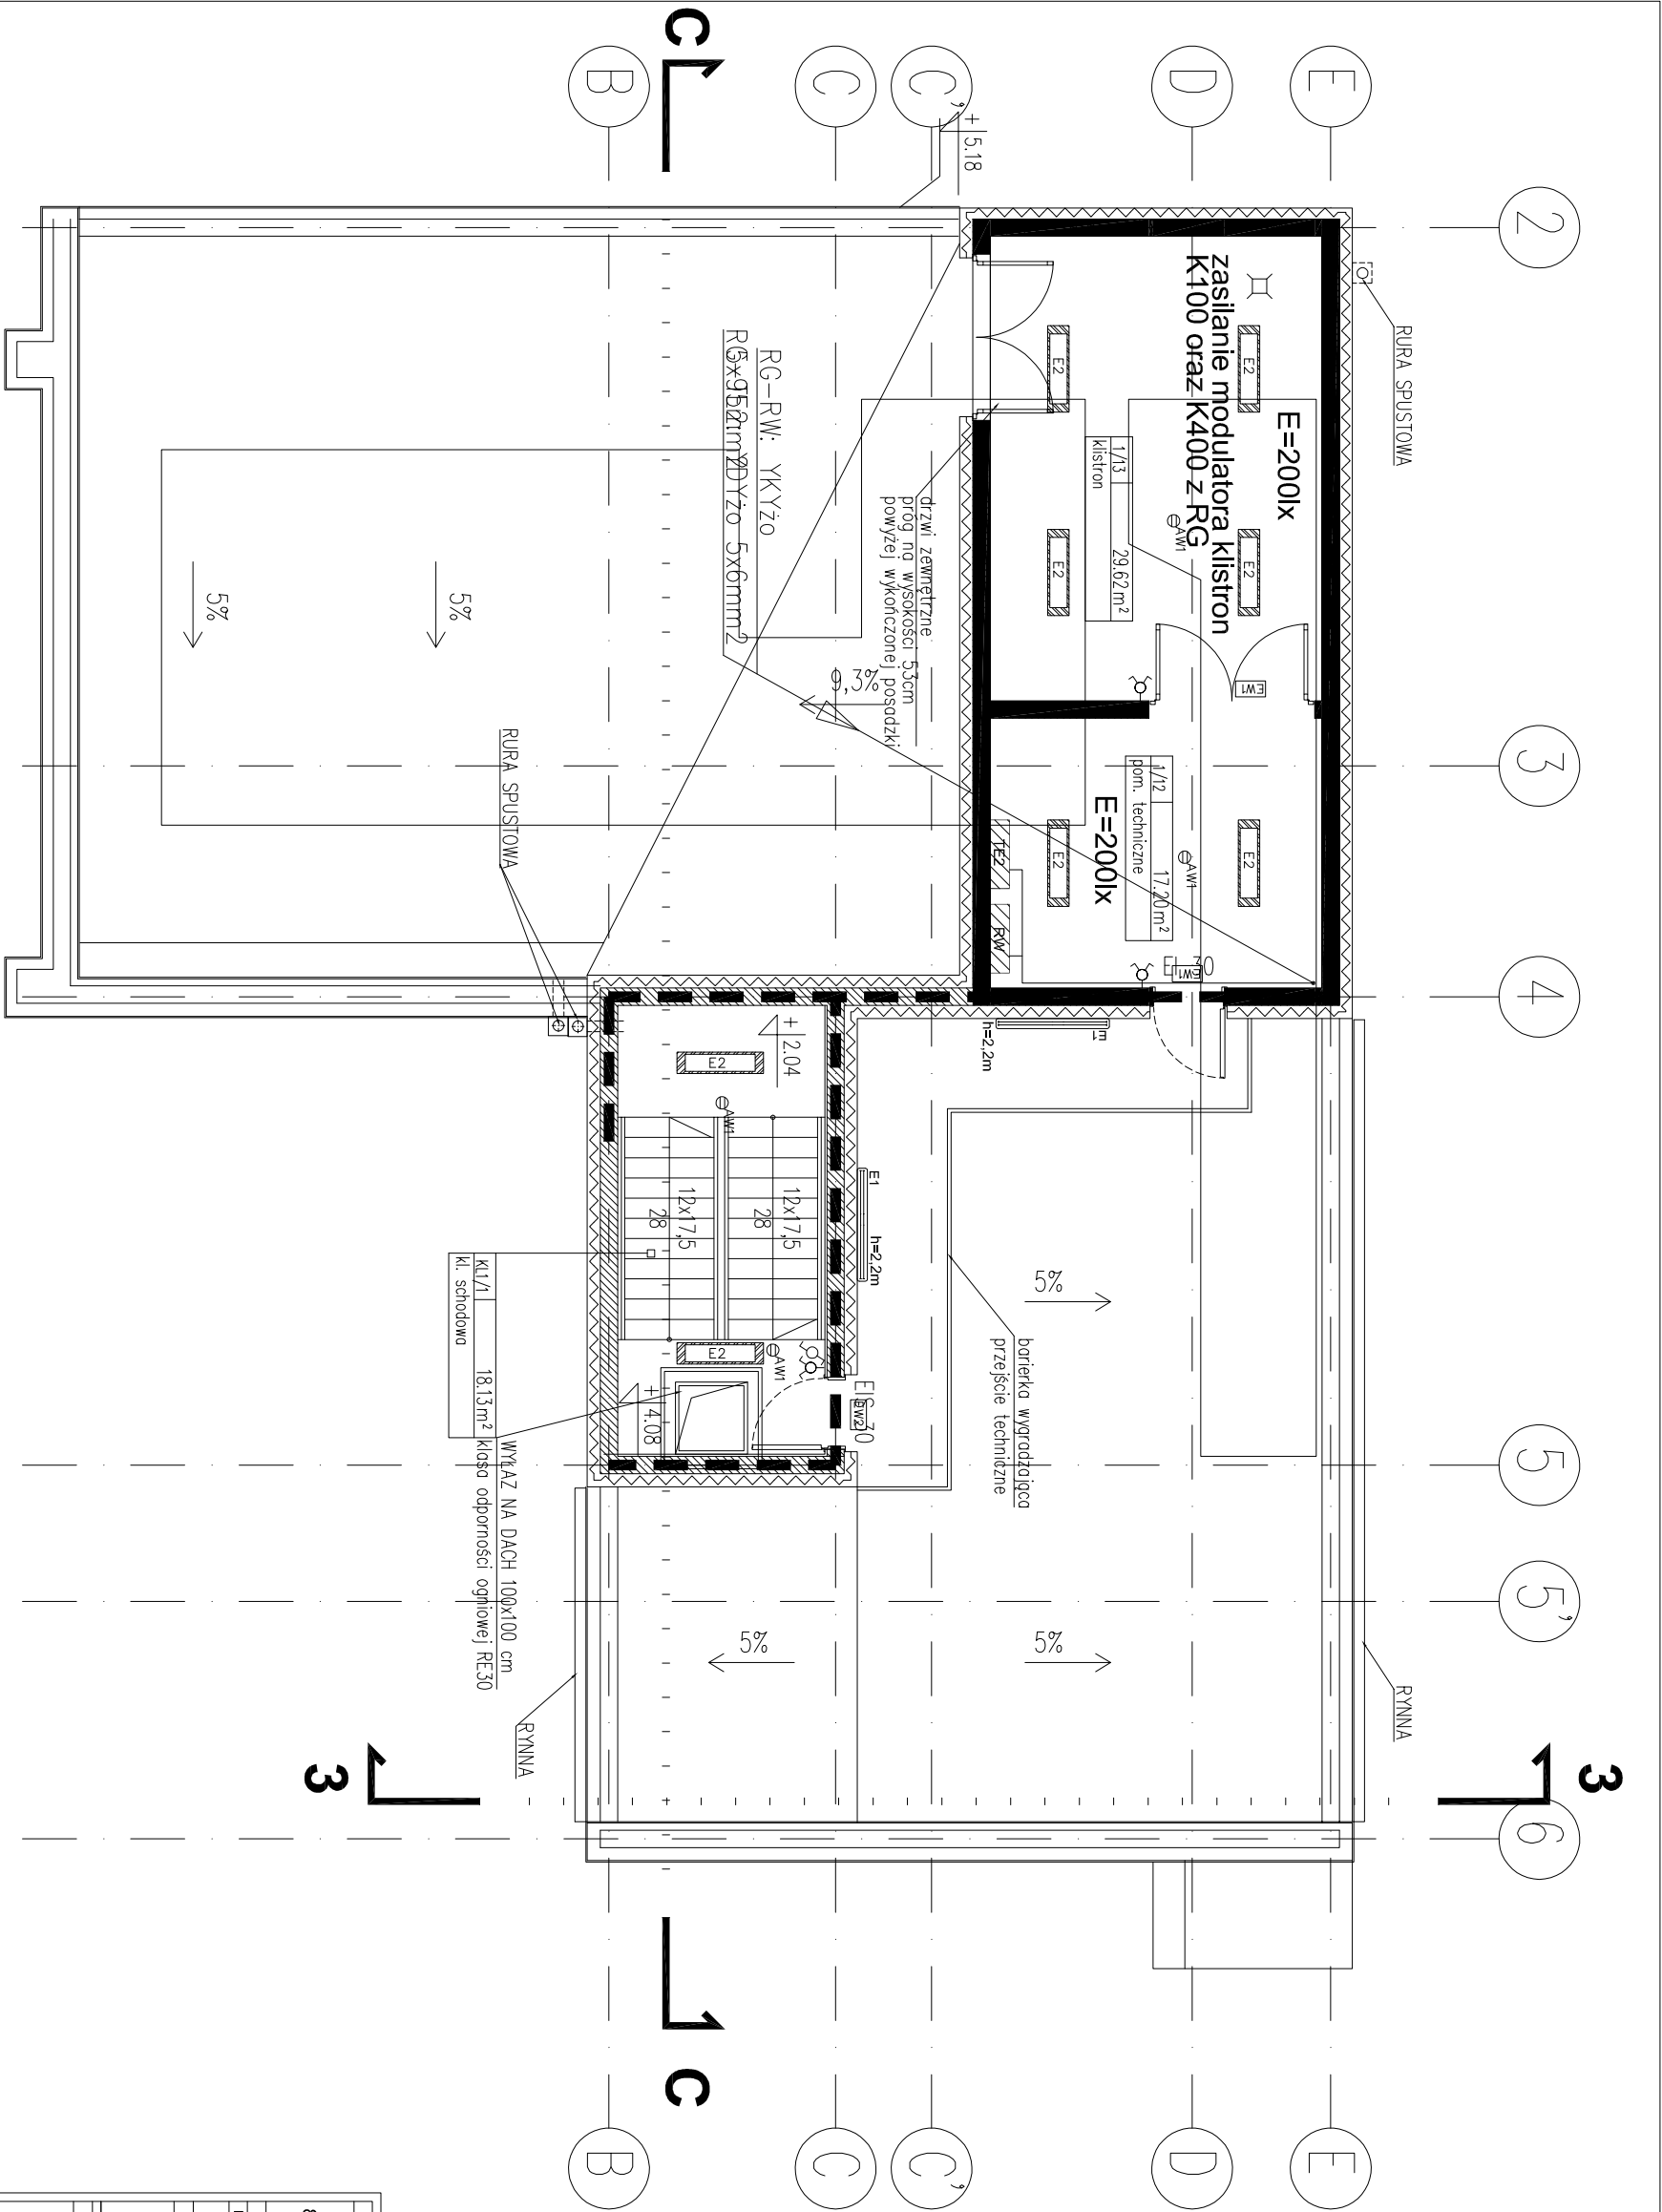 2
3
4
5
5'
6
E
D
C'
C
B
C
E
D
C'
C
B
C
3
3
RURA SPUSTOWA
RYNNA
E=200lx
zasilanie modulatora klistron
K100 oraz K400 z RG
E2
E2
E2
E2
E2
E2
AW1
AW1
EW1
EW1
1/13
29.62m²
klistron
1/12
17.20m²
pom. techniczne
E=200lx
TE2
RW
EI 30
+ 5.18
drzwi zewnętrzne
próg na wysokości 53cm
powyżej wykończonej posadzki
9,3%
RG-RW: YKYżo
5%
5%
RURA SPUSTOWA
E1
h=2,2m
E1
h=2,2m
+ 2.04
E2
AW1
12x17,5
28
12x17,5
28
E2
AW1
EIS 30
+ 4.08
KL1/1
18.13m²
kl. schodowa
WYŁAZ NA DACH 100x100 cm
klasa odporności ogniowej RE30
barierka wygradzająca
przejście techniczne
5%
5%
5%
RYNNA